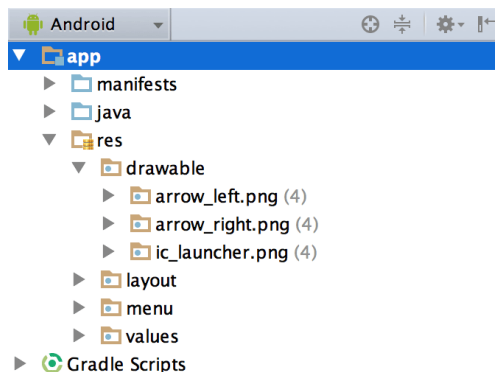 Android
app
manifests
java
res
drawable
arrow_left.png (4)
arrow_right.png (4)
ic_launcher.png (4)
layout
menu
values
Gradle Scripts